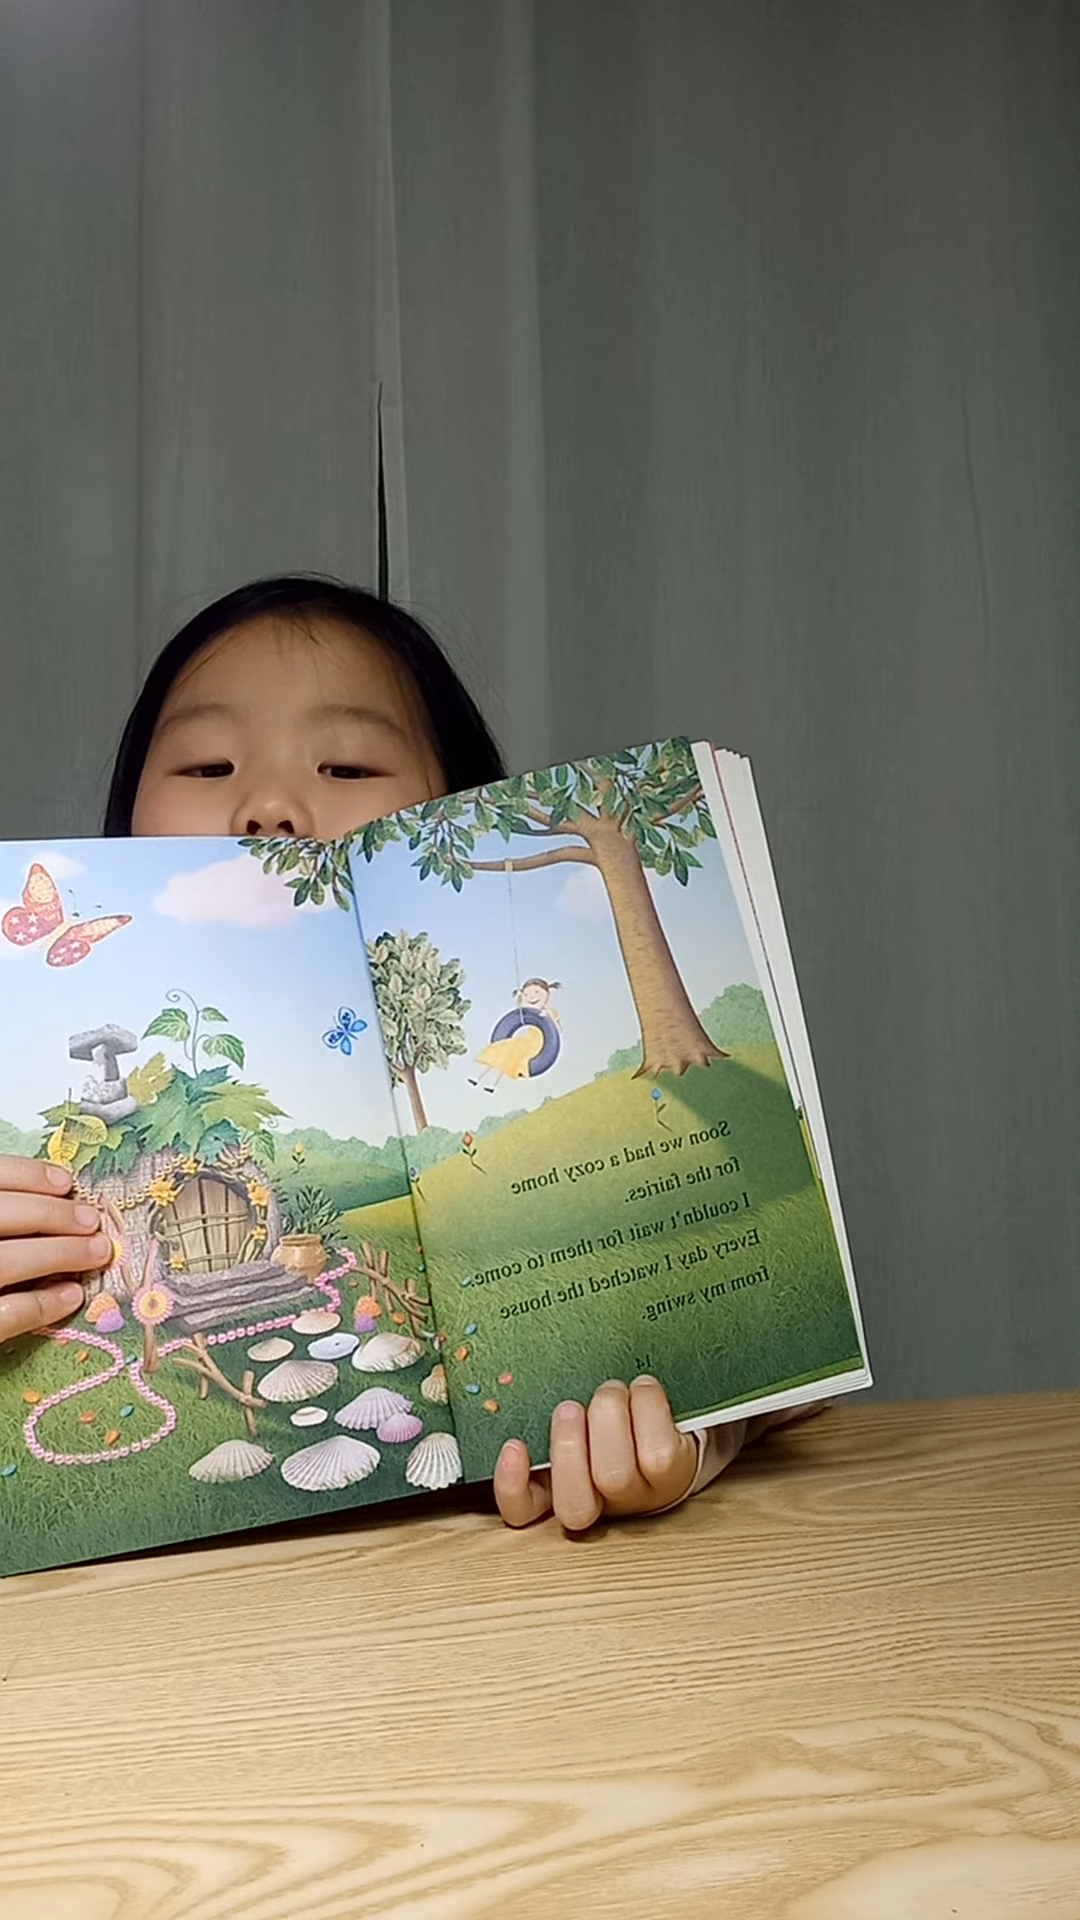 Soon we had a cozy home
for the fairies.
I couldn't wait for them to come.
Every day I watched the house
from my swing.
14